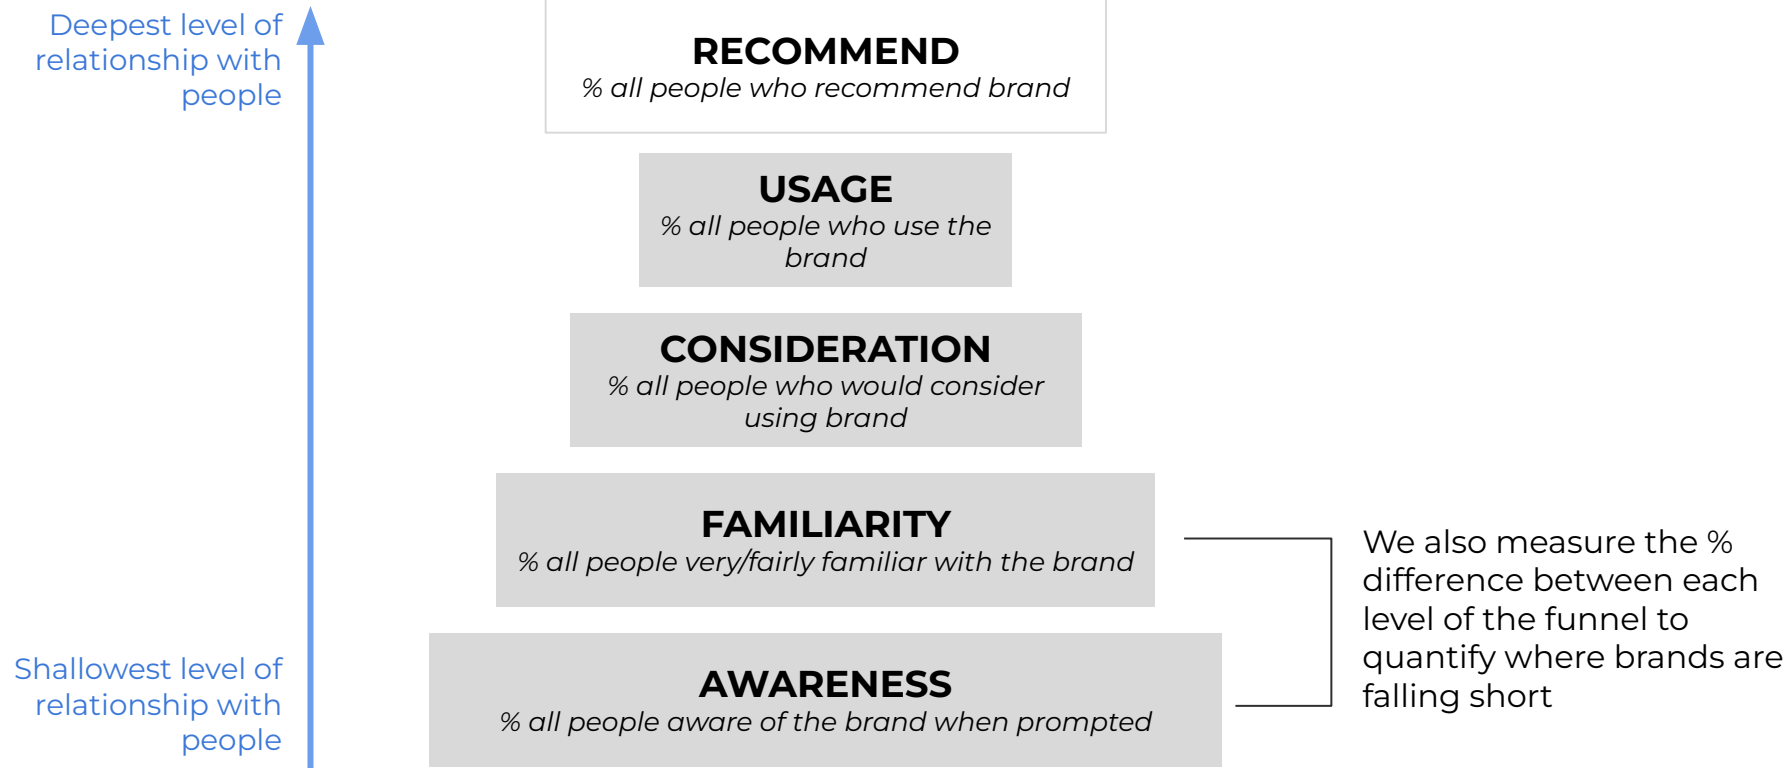 Deepest level of
relationship with
people
RECOMMEND
% all people who recommend brand
USAGE
% all people who use the
brand
CONSIDERATION
% all people who would consider
using brand
FAMILIARITY
% all people very/fairly familiar with the brand
We also measure the %
difference between each
level of the funnel to
quantify where brands are
falling short
Shallowest level of
relationship with
people
AWARENESS
% all people aware of the brand when prompted